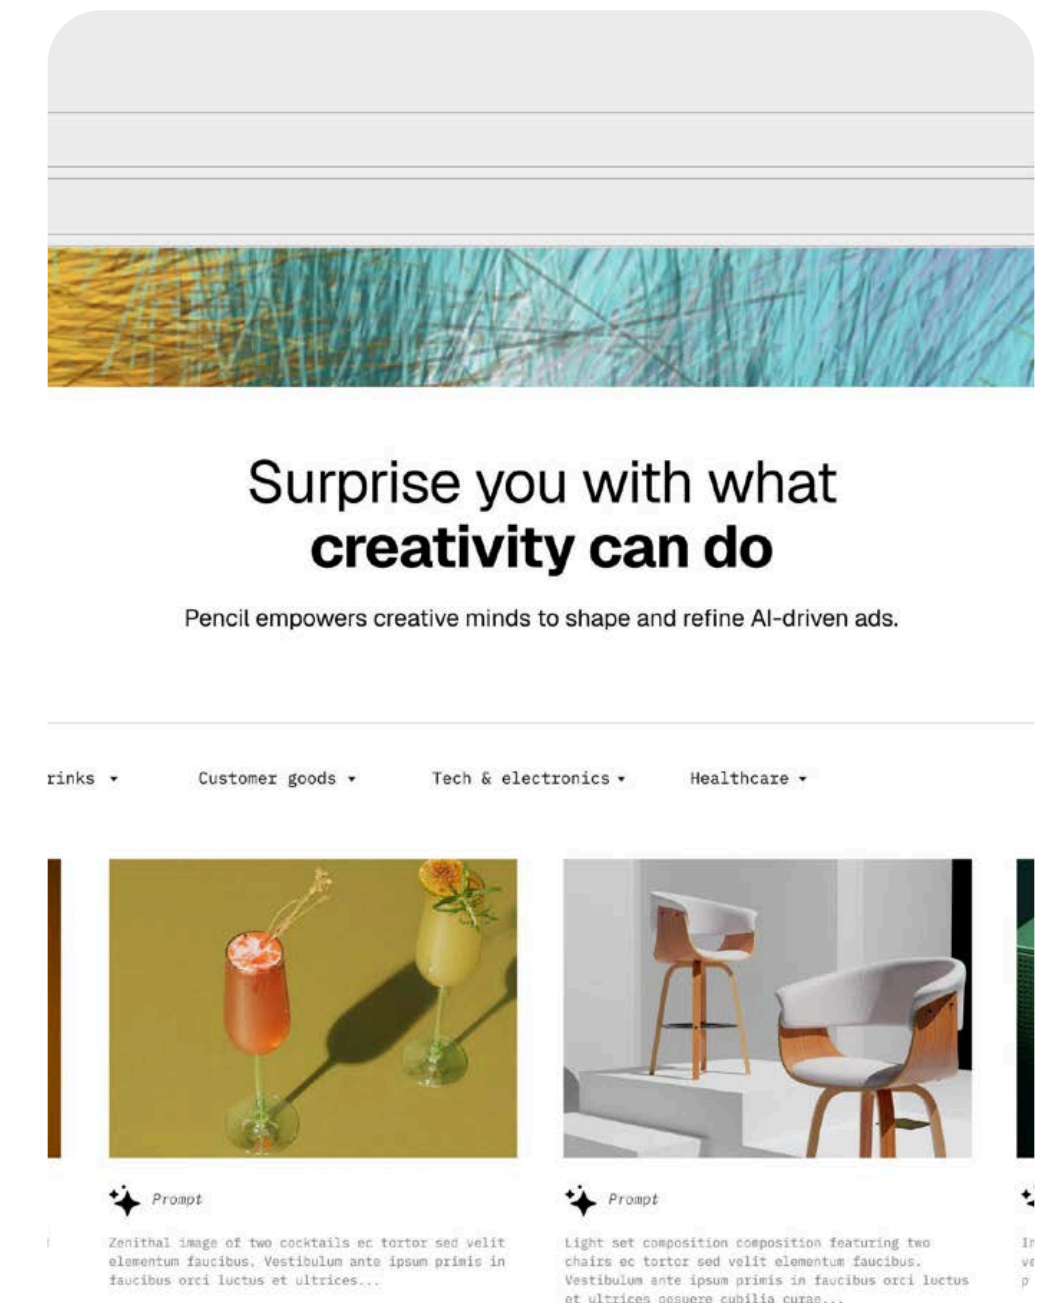 Surprise you with what
creativity can do
Pencil empowers creative minds to shape and refine AI-driven ads.
rinks
Customer goods
Tech & electronics
Healthcare
Prompt
Zenithal image of two cocktails ec tortor sed velit
elementum faucibus. Vestibulum ante ipsum primis in
faucibus orci luctus et ultrices...
Prompt
Light set composition composition featuring two
chairs ec tortor sed velit elementum faucibus.
Vestibulum ante ipsum primis in faucibus orci luctus
et ultrices posuere cubilia curae...